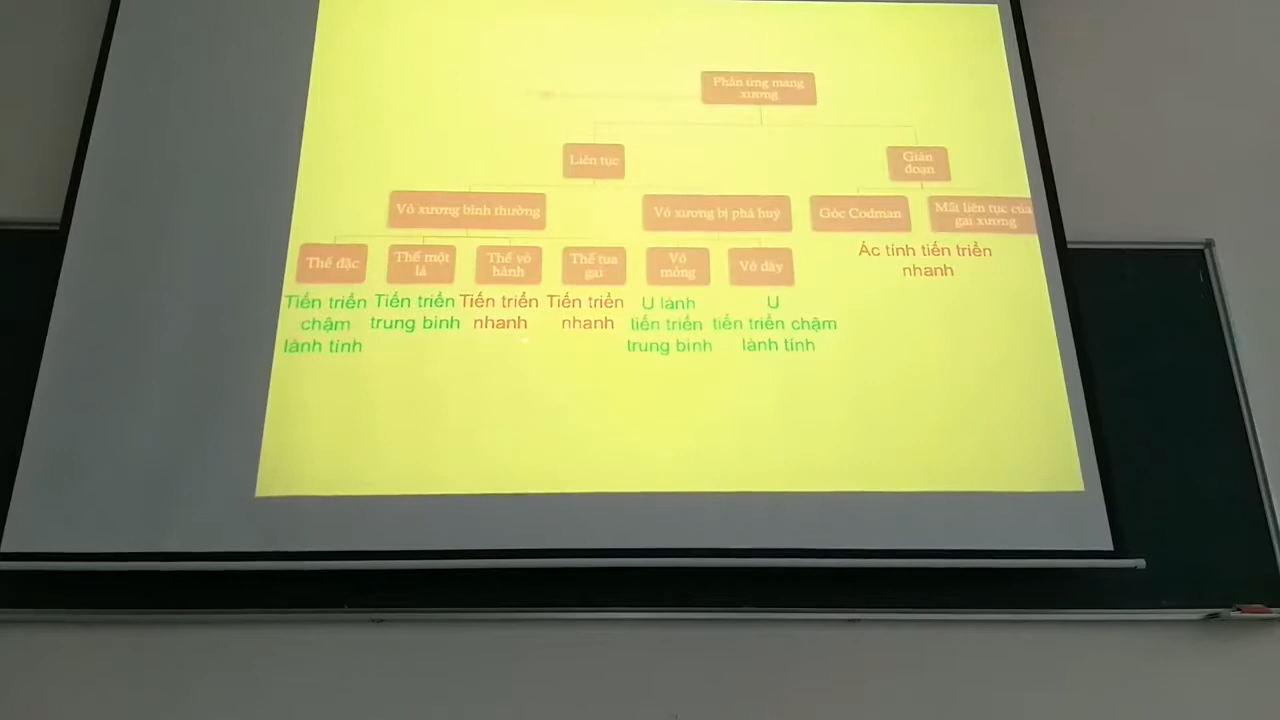 Phản ứng màng
xương
Liên tục
Gián
đoạn
Vỏ xương bình thường
Vỏ xương bị phá huỷ
Góc Codman
Mất liên tục của
gai xương
Thể đặc
Thể một
lá
Thể vỏ
hành
Thể tua
gai
Vỏ
mỏng
Vỏ dày
Ác tính tiến triển
nhanh
Tiến triển
chậm
lành tính
Tiến triển
trung bình
Tiến triển
nhanh
Tiến triển
nhanh
U lành
tiến triển
trung bình
U
tiến triển chậm
lành tính